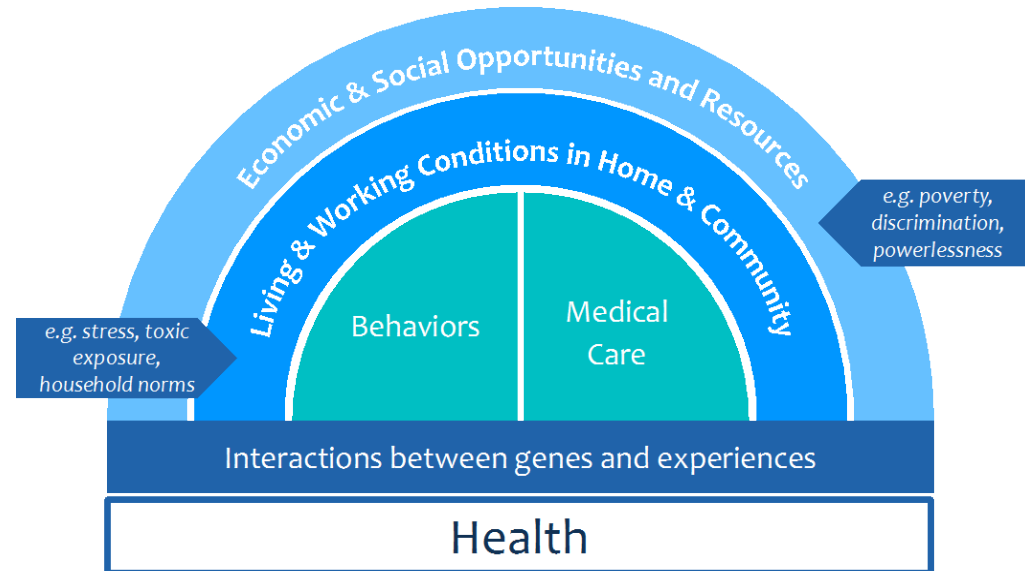 Economic & Social Opportunities and Resources
Living & Working Conditions in Home & Community
e.g. poverty,
discrimination,
powerlessness
e.g. stress, toxic
exposure,
household norms
Behaviors
Medical
Care
Interactions between genes and experiences
Health